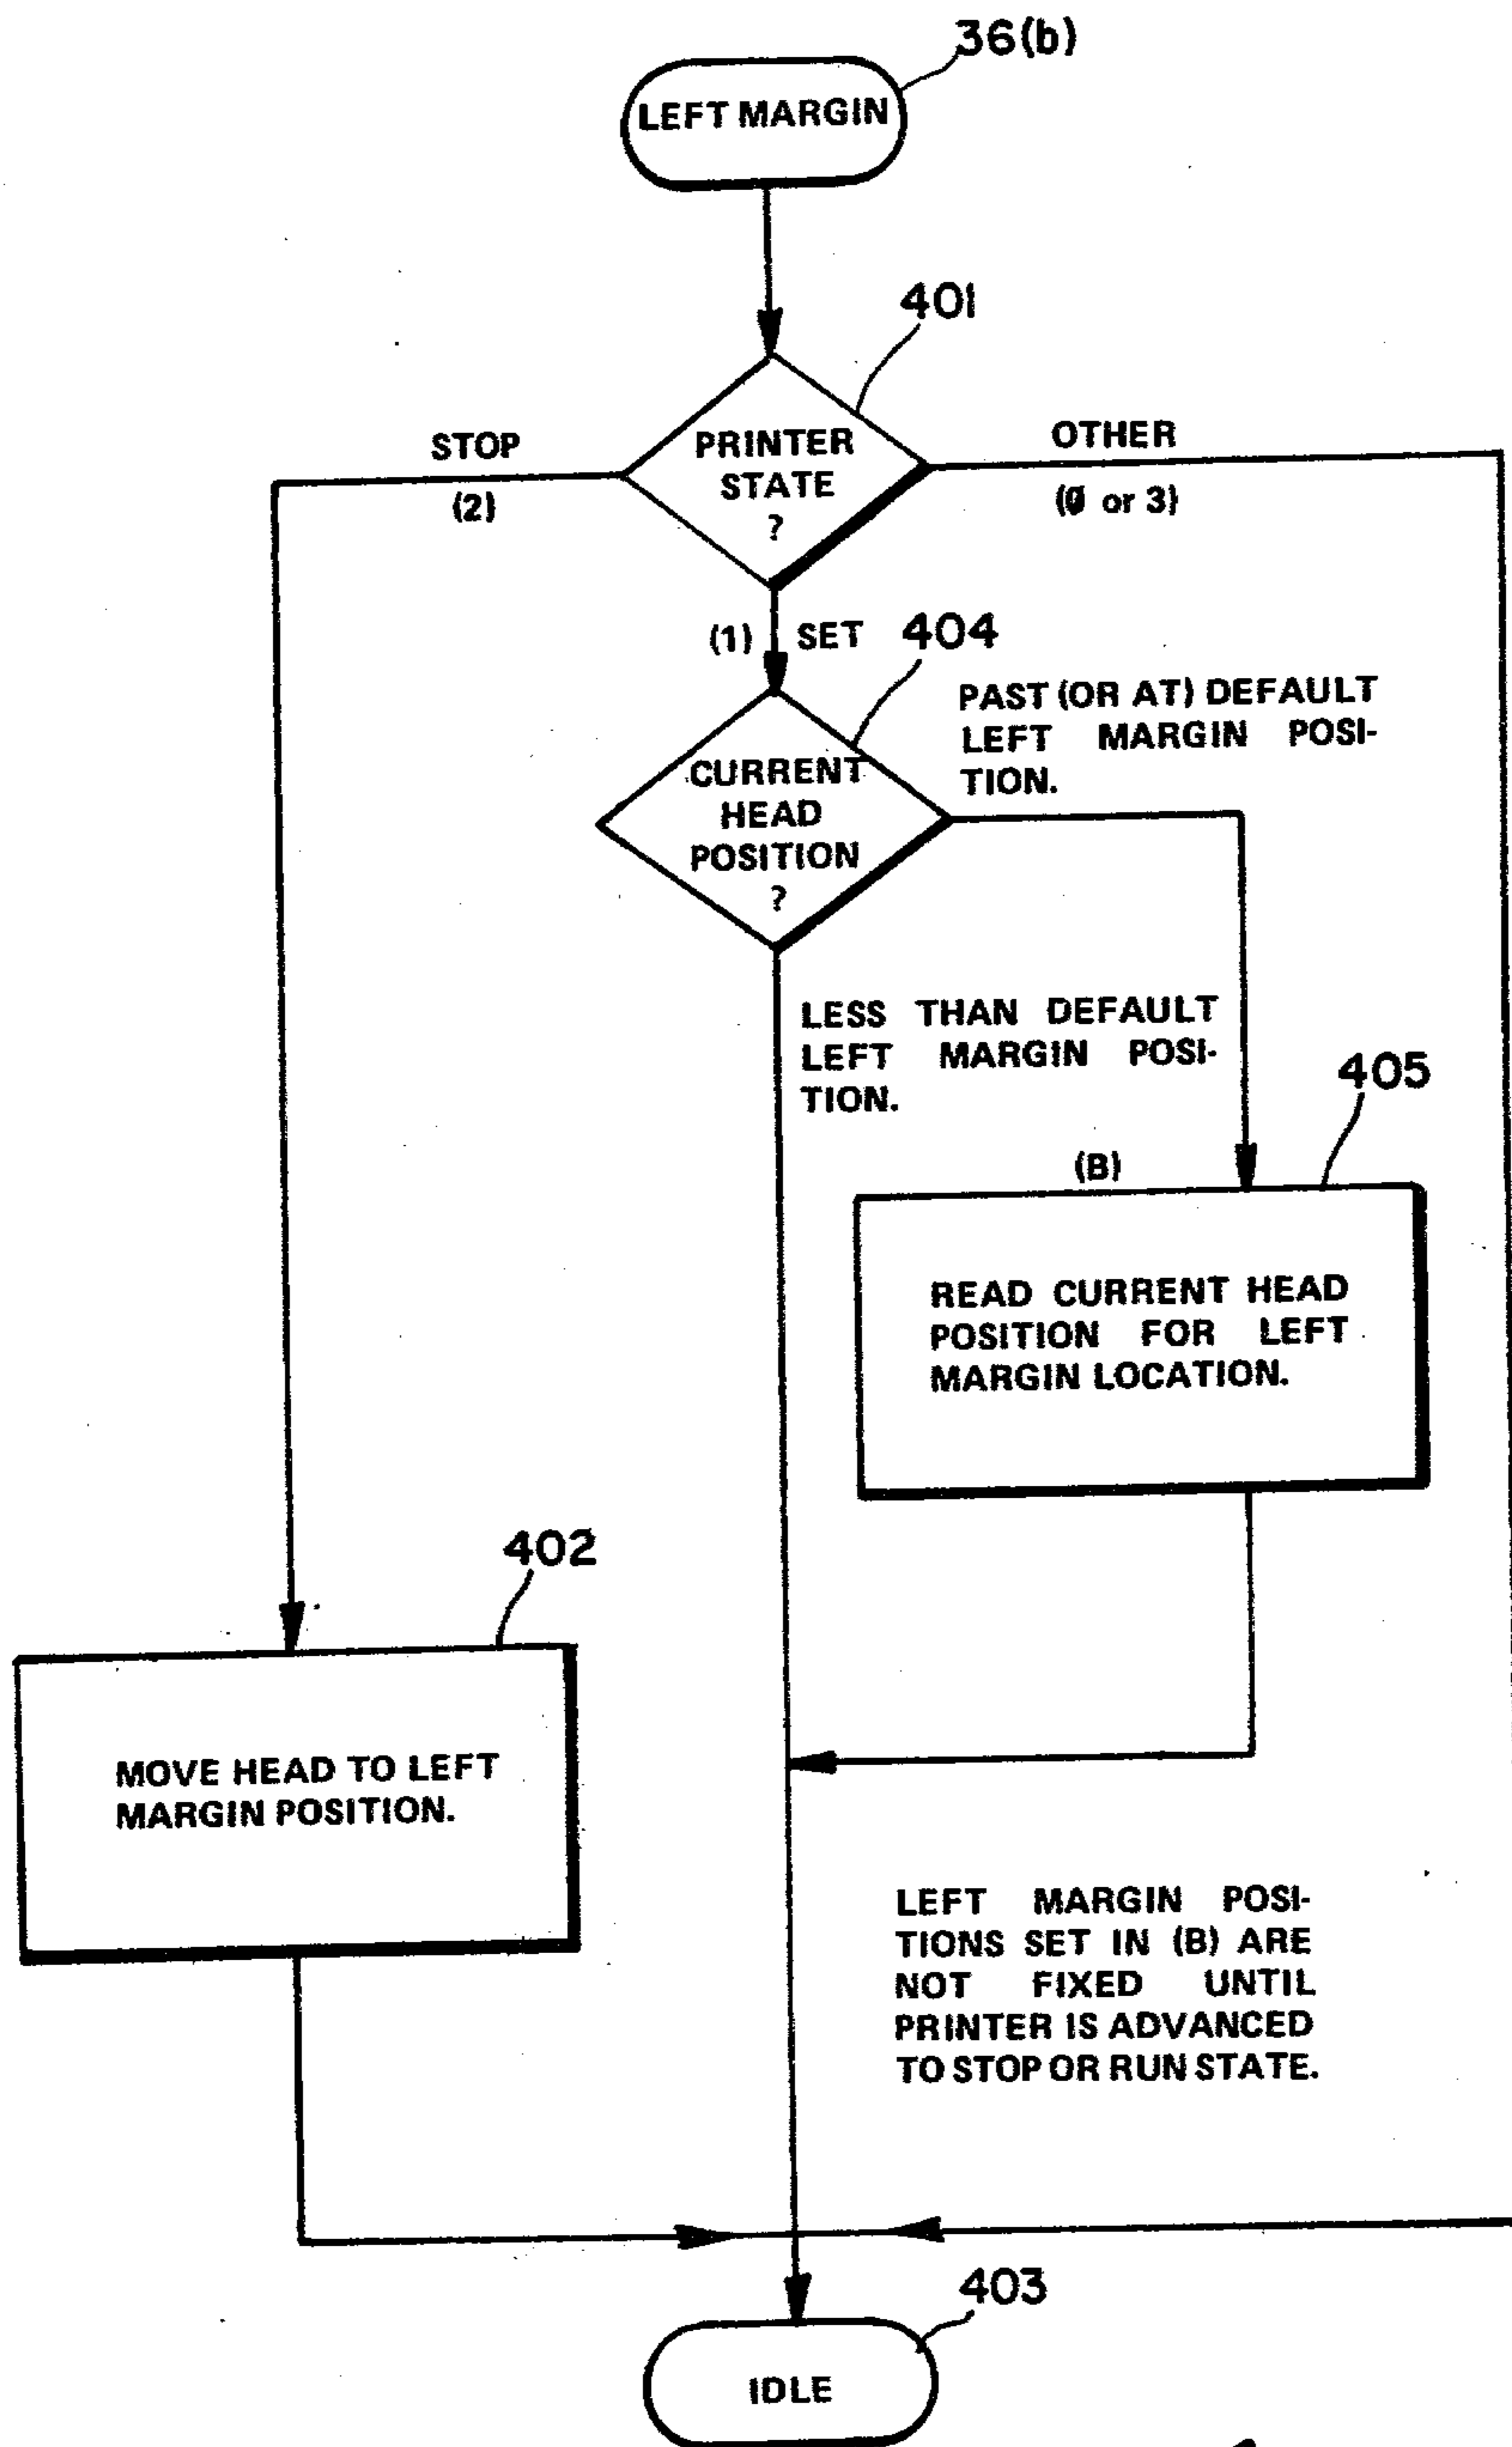 36(b)
LEFT MARGIN
401
STOP
(2)
PRINTER
STATE
?
OTHER
(0 or 3)
(1) SET
404
PAST (OR AT) DEFAULT
LEFT MARGIN POSI-
TION.
CURRENT
HEAD
POSITION
?
LESS THAN DEFAULT
LEFT MARGIN POSI-
TION.
405
(B)
READ CURRENT HEAD
POSITION FOR LEFT
MARGIN LOCATION.
402
MOVE HEAD TO LEFT
MARGIN POSITION.
LEFT MARGIN POSI-
TIONS SET IN (B) ARE
NOT FIXED UNTIL
PRINTER IS ADVANCED
TO STOP OR RUN STATE.
403
IDLE